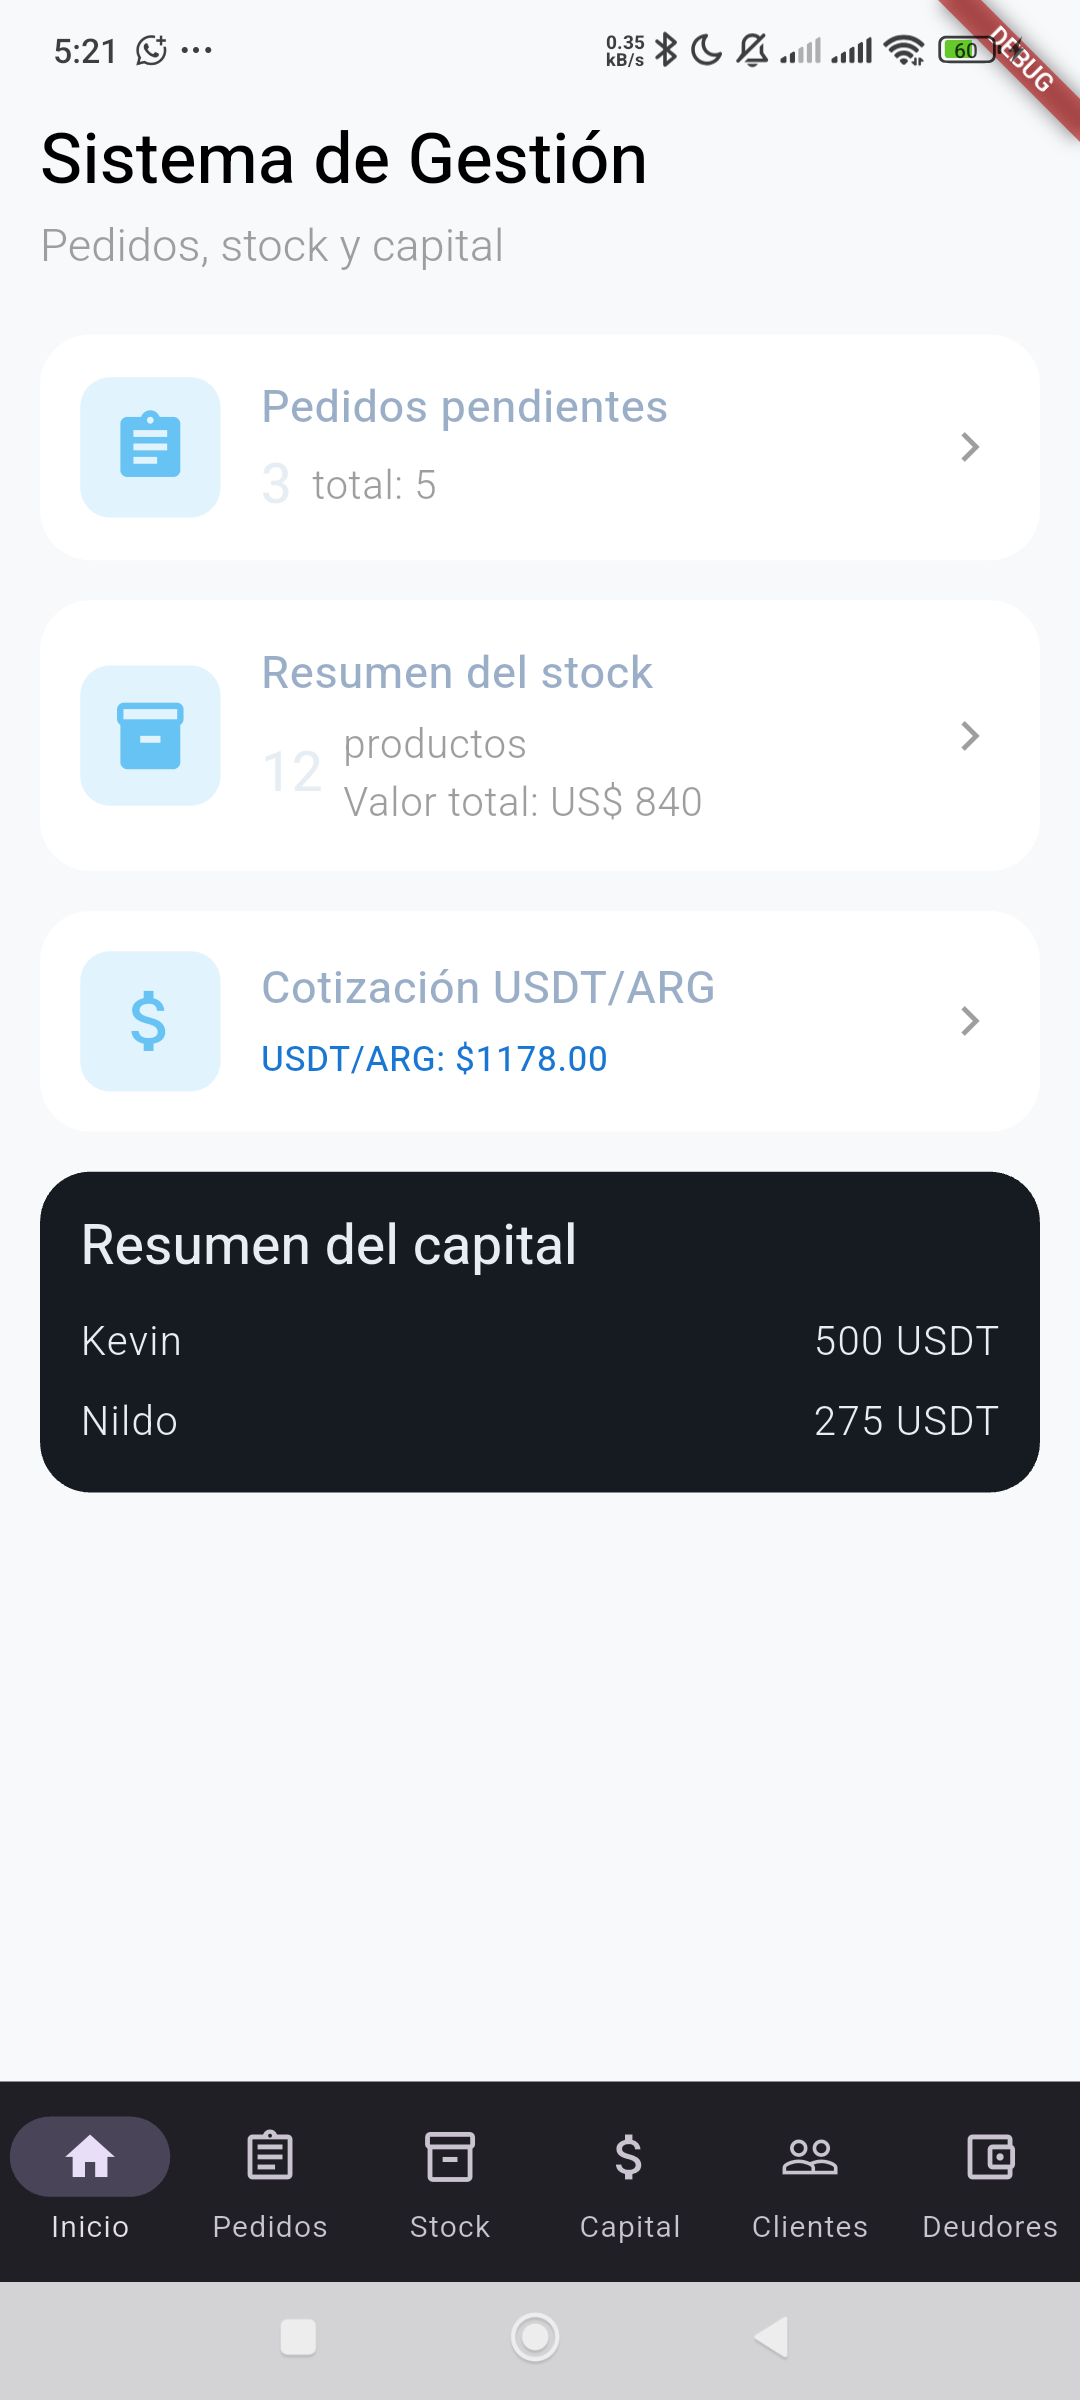 5:21
0.35
kB/s
60
DEBUG
Sistema de Gestión
Pedidos, stock y capital
Pedidos pendientes
3 total: 5
Resumen del stock
12 productos
Valor total: US$ 840
Cotización USDT/ARG
USDT/ARG: $1178.00
Resumen del capital
Kevin 500 USDT
Nildo 275 USDT
Inicio Pedidos Stock Capital Clientes Deudores